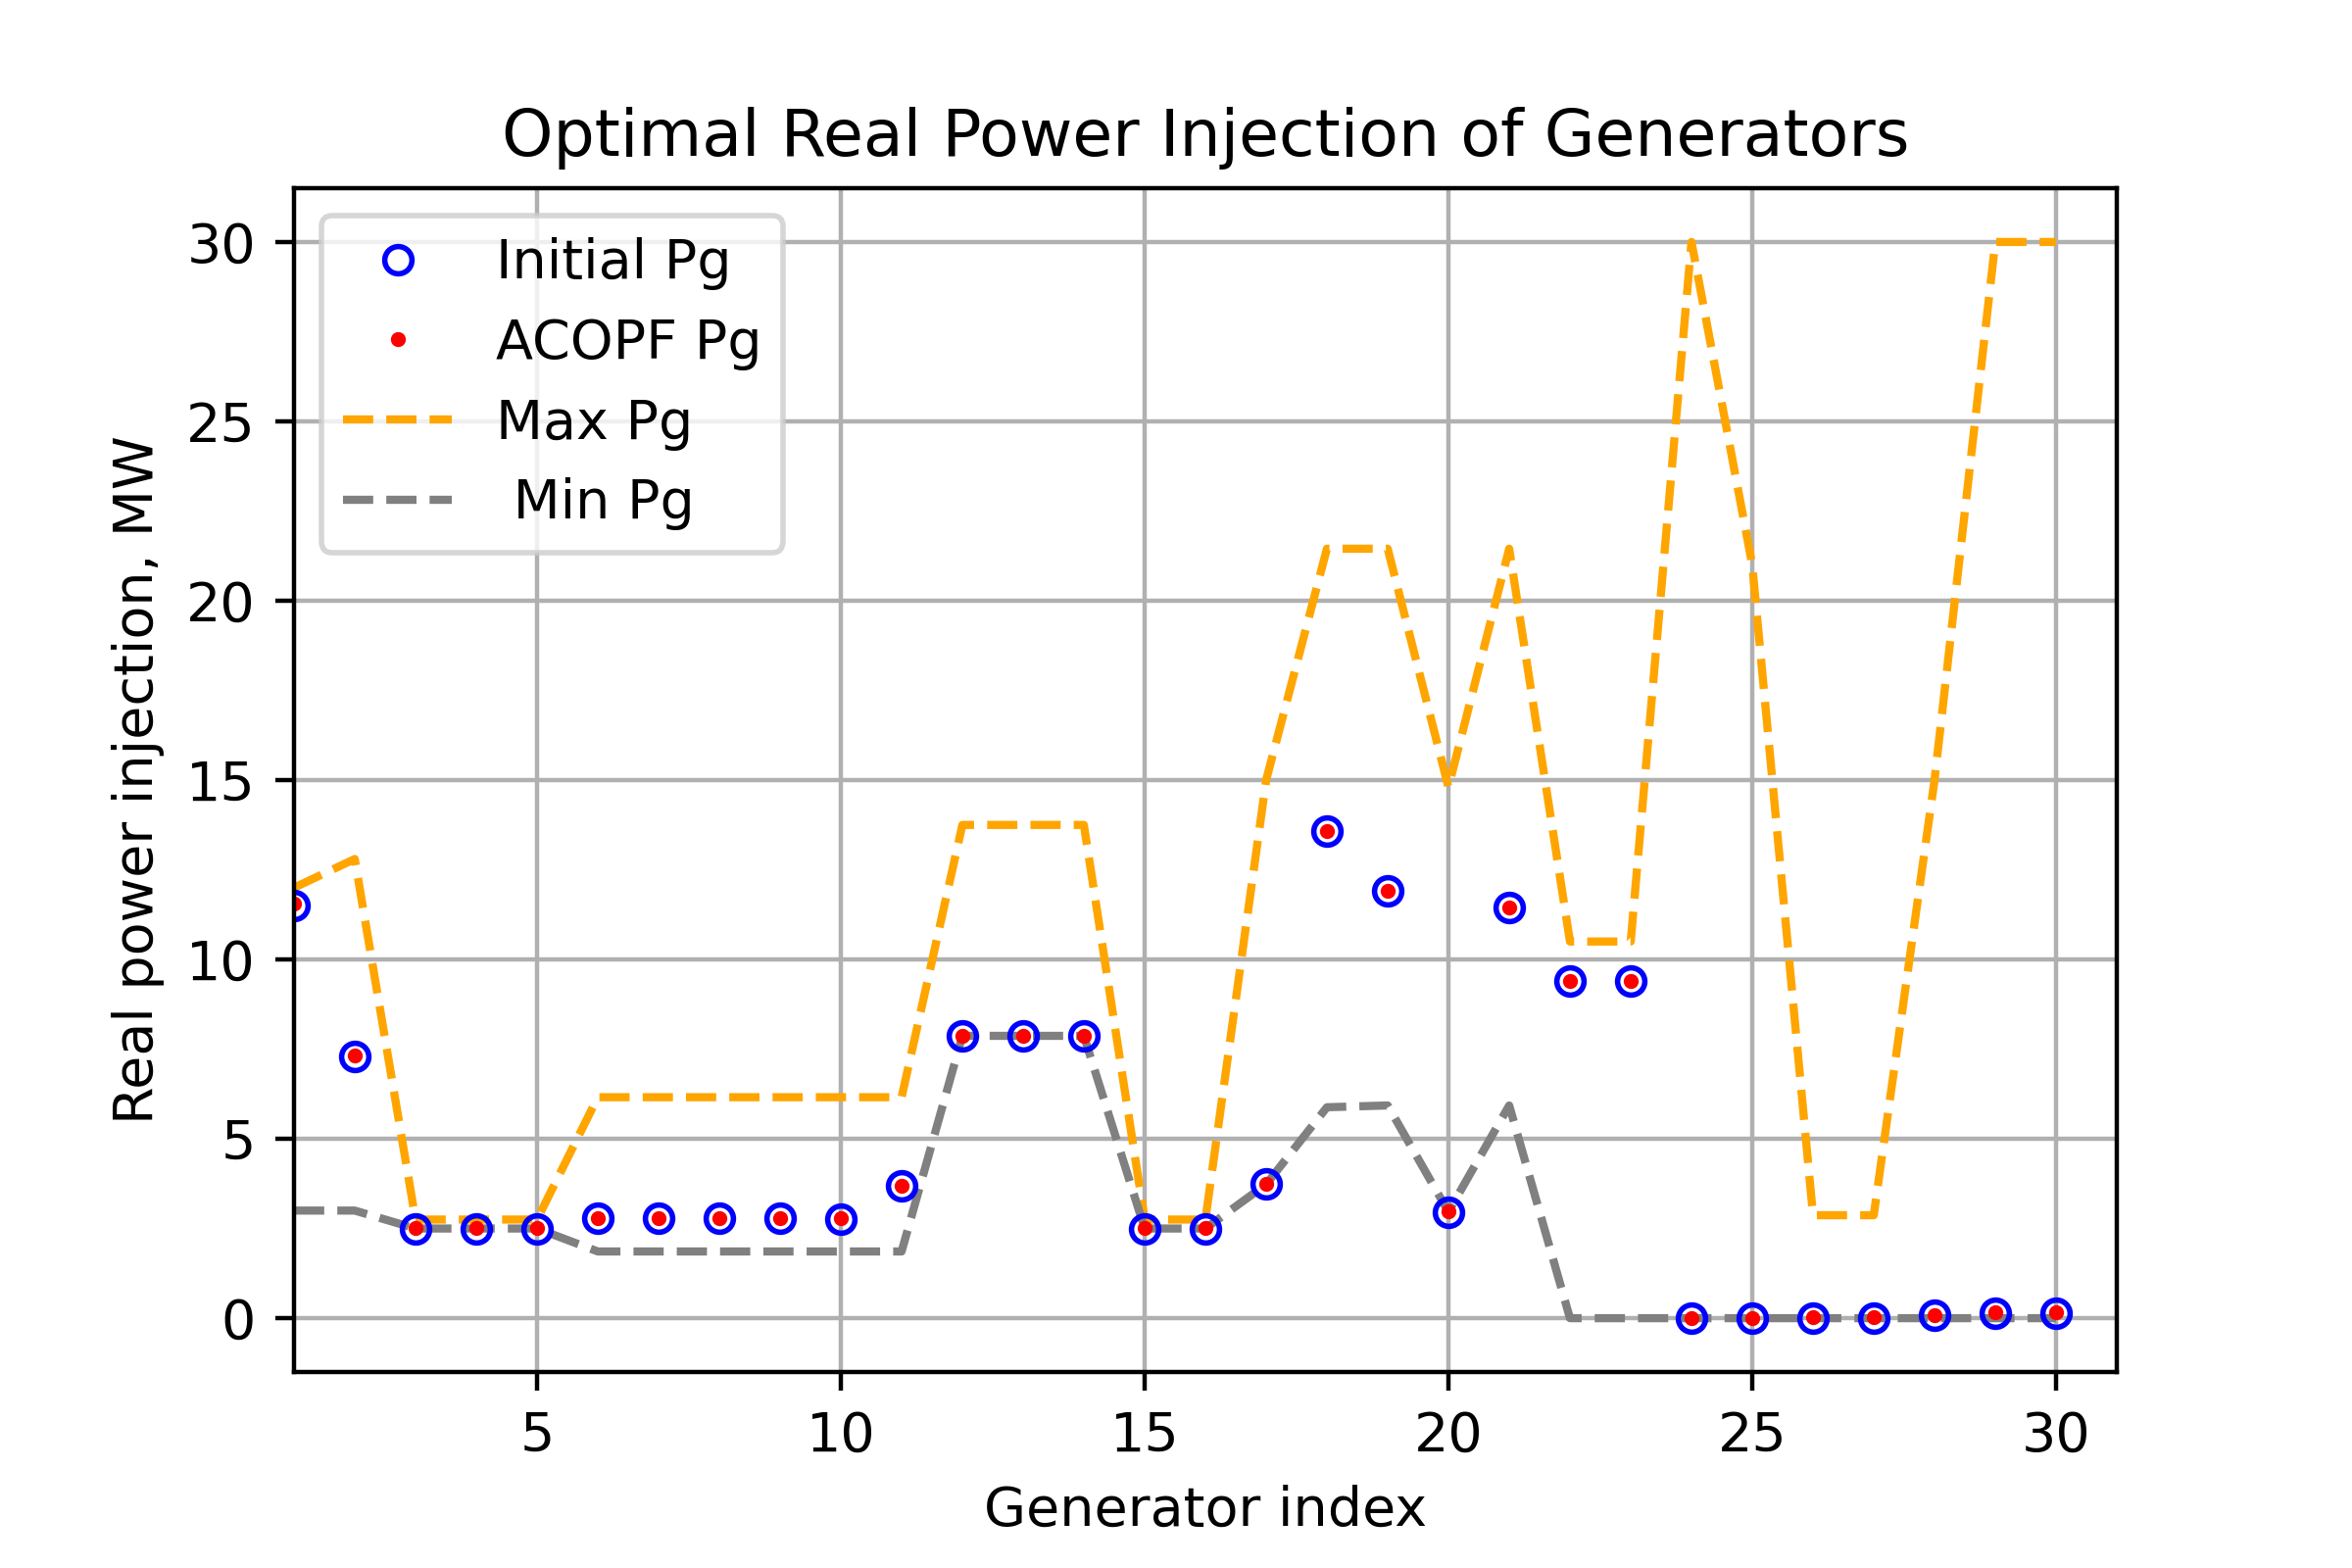 Optimal Real Power Injection of Generators
Initial Pg
ACOPF Pg
Max Pg
Min Pg
Real power injection, MW
30
25
20
15
10
5
0
5 10 15 20 25 30
Generator index